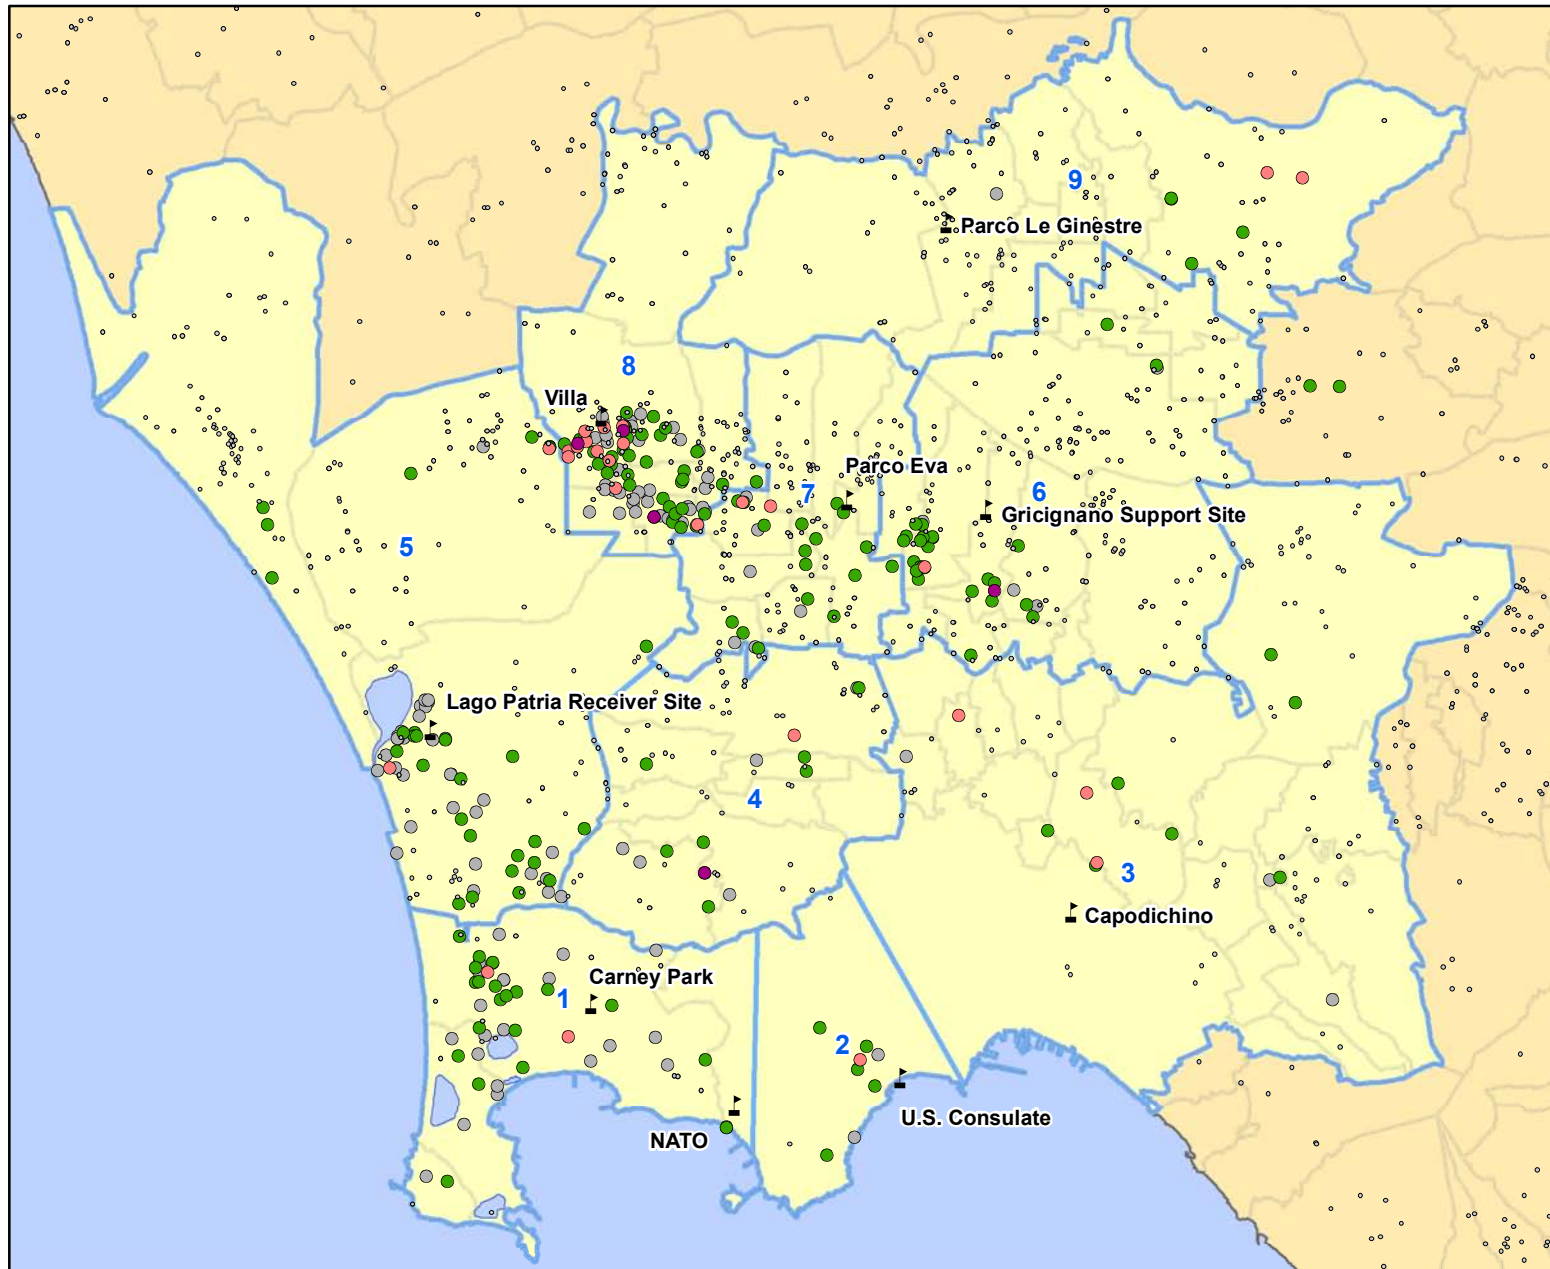 9
Parco Le Ginestre
8
Villa
Parco Eva
7
6
Gricignano Support Site
5
Lago Patria Receiver Site
4
3
Capodichino
Carney Park
1
2
U.S. Consulate
NATO